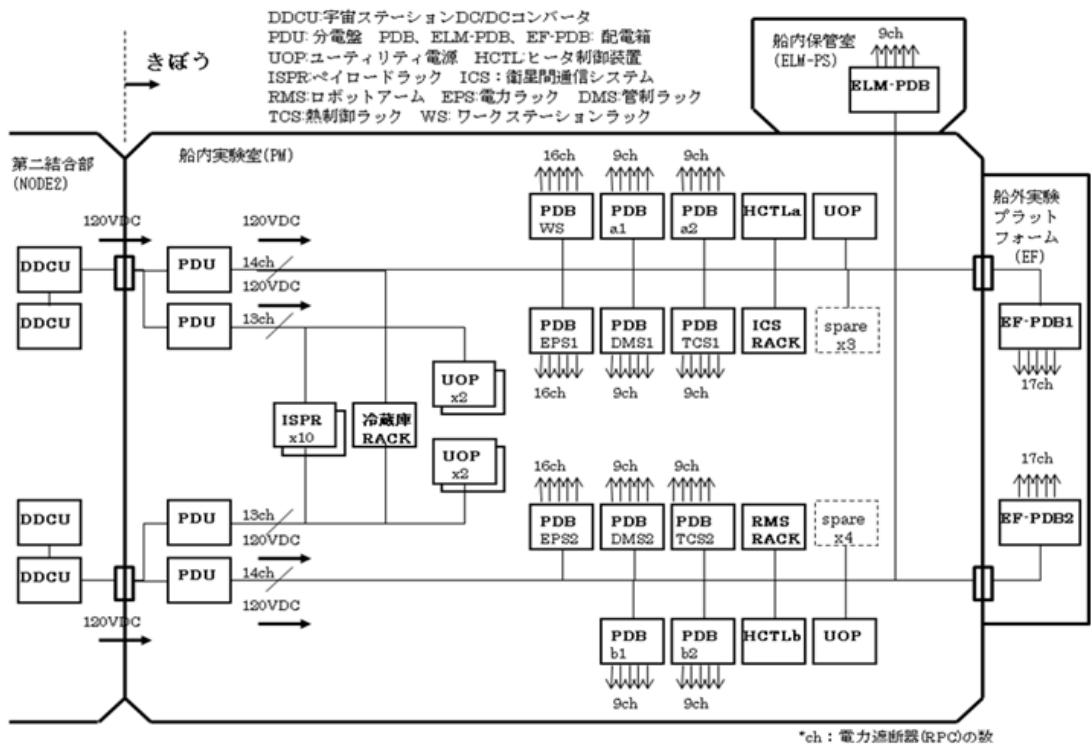 DDCU:宇宙ステーションDC/DCコンバータ
PDU:分電盤 PDB、ELM-PDB、EF-PDB:配電箱
UOP:ユーティリティ電源 HCTL:ヒータ制御装置
ISPR:ペイロードラック ICS:衛星間通信システム
RMS:ロボットアーム EPS:電力ラック DMS:管制ラック
TCS:熱制御ラック WS:ワークステーションラック
きぼう
船内保管室
(ELM-PS)
9ch
ELM-PDB
第二結合部
(NODE2)
船内実験室(PM)
船外実験
プラット
フォーム
(EF)
120VDC
120VDC
16ch
9ch
9ch
PDB
WS
PDB
a1
PDB
a2
HCTLa
UOP
DDCU
PDU
14ch
120VDC
DDCU
PDU
13ch
PDB
EPS1
PDB
DMS1
PDB
TCS1
ICS
RACK
spare
x3
EF-PDB1
16ch
9ch
9ch
17ch
UOP
x2
ISPR
x10
冷蔵庫
RACK
UOP
x2
16ch
9ch
9ch
17ch
DDCU
PDU
13ch
PDB
EPS2
PDB
DMS2
PDB
TCS2
RMS
RACK
spare
x4
EF-PDB2
120VDC
DDCU
PDU
14ch
120VDC
120VDC
PDB
b1
PDB
b2
HCTLb
UOP
9ch
9ch
*ch:電力遮断器(RPC)の数